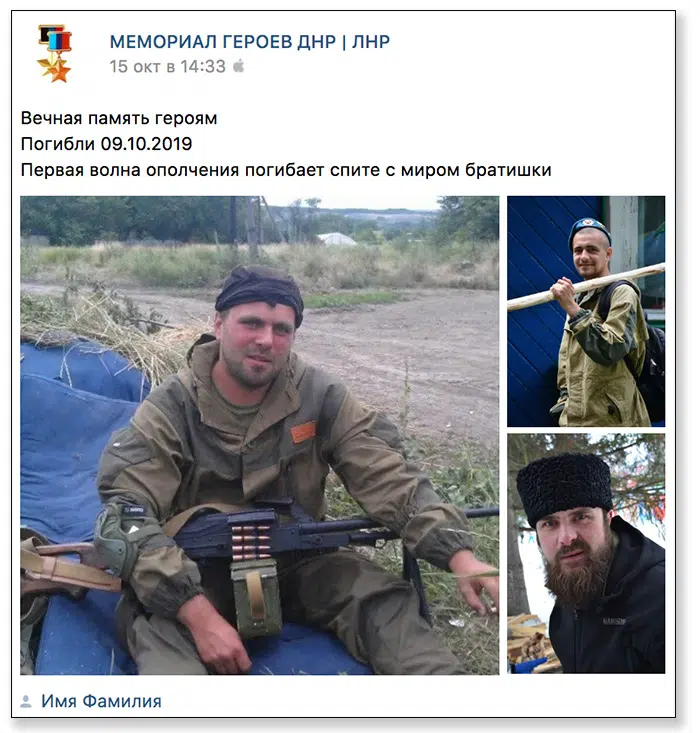 МЕМОРИАЛ ГЕРОЕВ ДНР | ЛНР
15 окт в 14:33
Вечная память героям
Погибли 09.10.2019
Первая волна ополчения погибает спите с миром братишки
Имя Фамилия